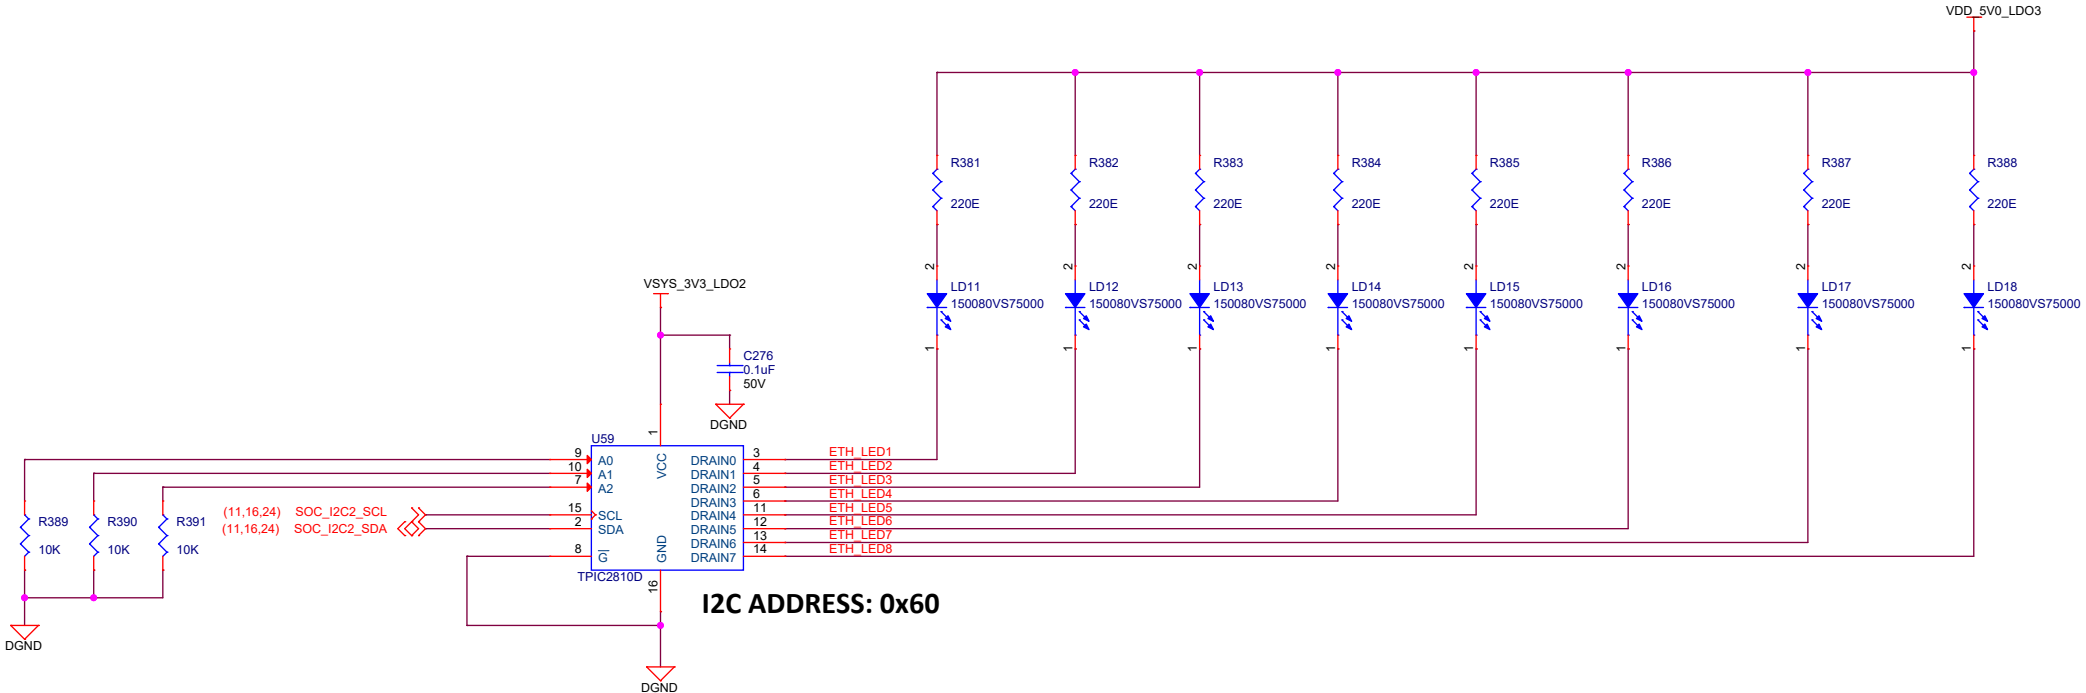 VDD_5V0_LDO3
R381
R382
R383
R384
R385
R386
R387
R388
220E
220E
220E
220E
220E
220E
220E
220E
2
2
2
2
2
2
2
2
LD11
LD12
LD13
LD14
LD15
LD16
LD17
LD18
150080VS75000
150080VS75000
150080VS75000
150080VS75000
150080VS75000
150080VS75000
150080VS75000
150080VS75000
1
1
1
1
1
1
1
1
VSYS_3V3_LDO2
C276
0.1uF
50V
DGND
U59
1
VCC
9 A0
10 A1
7 A2
15 SCL
2 SDA
8 G
DRAIN0 3 ETH_LED1
DRAIN1 4 ETH_LED2
DRAIN2 5 ETH_LED3
DRAIN3 6 ETH_LED4
DRAIN4 11 ETH_LED5
DRAIN5 12 ETH_LED6
DRAIN6 13 ETH_LED7
DRAIN7 14 ETH_LED8
GND
16
TPIC2810D
(11,16,24) SOC_I2C2_SCL
(11,16,24) SOC_I2C2_SDA
R389
R390
R391
10K
10K
10K
I2C ADDRESS: 0x60
DGND
DGND